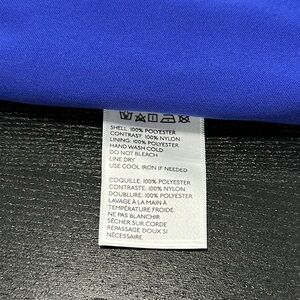 SHELL: 100% POLYESTER
CONTRAST: 100% NYLON
LINING: 100% POLYESTER
HAND WASH COLD
DO NOT BLEACH
LINE DRY
USE COOL IRON IF NEEDED
COQUILLE: 100% POLYESTER
CONTRASTE: 100% NYLON
DOUBLURE: 100% POLYESTER
LAVAGE À LA MAIN À
TEMPÉRATURE FROIDE
NE PAS BLANCHIR
SÉCHER SUR CORDE
REPASSAGE DOUX SI
NÉCESSAIRE